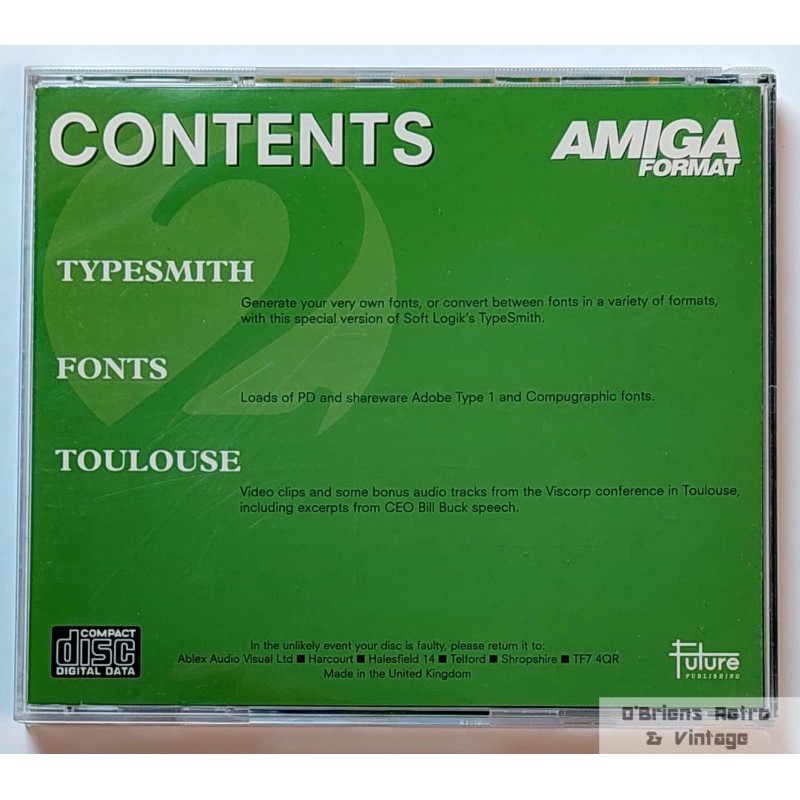 CONTENTS
AMIGA
FORMAT
2
TYPESMITH
Generate your very own fonts, or convert between fonts in a variety of formats,
with this special version of Soft Logik's TypeSmith.
FONTS
Loads of PD and shareware Adobe Type 1 and Compugraphic fonts.
TOULOUSE
Video clips and some bonus audio tracks from the Viscorp conference in Toulouse,
including excerpts from CEO Bill Buck speech.
COMPACT
disc
DIGITAL DATA
In the unlikely event your disc is faulty, please return it to:
Ablex Audio Visual Ltd ■ Harcourt ■ Halesfield 14 ■ Telford ■ Shropshire ■ TF7 4QR
Made in the United Kingdom
Future
PUBLISHING
O'Briens Retro
& Vintage